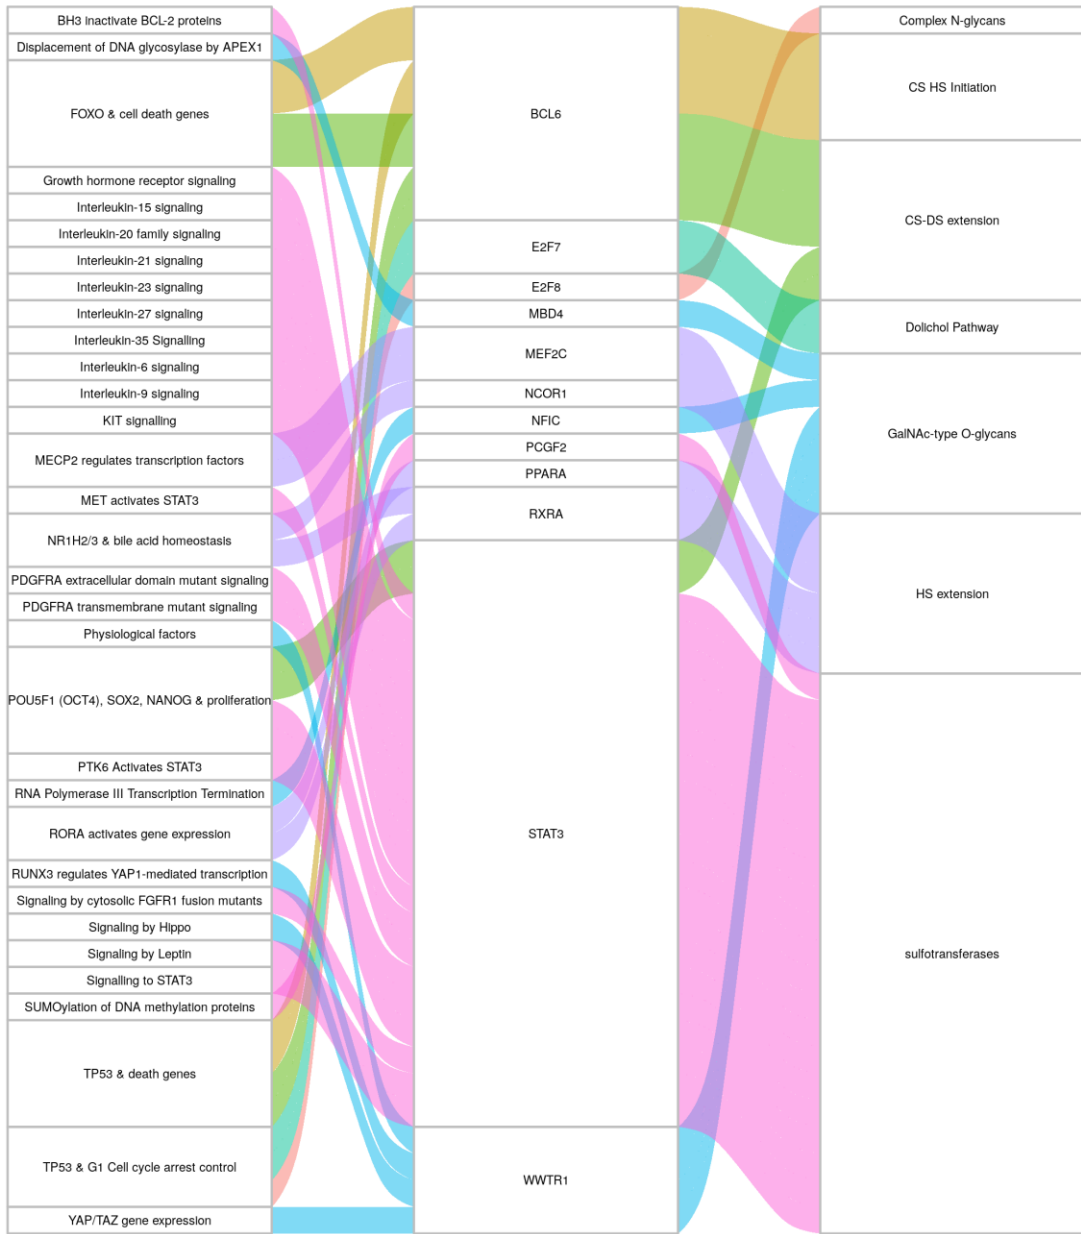 BH3 inactivate BCL-2 proteins
Displacement of DNA glycosylase by APEX1
FOXO & cell death genes
Growth hormone receptor signaling
Interleukin-15 signaling
Interleukin-20 family signaling
Interleukin-21 signaling
Interleukin-23 signaling
Interleukin-27 signaling
Interleukin-35 Signalling
Interleukin-6 signaling
Interleukin-9 signaling
KIT signalling
MECP2 regulates transcription factors
MET activates STAT3
NR1H2/3 & bile acid homeostasis
PDGFRA extracellular domain mutant signaling
PDGFRA transmembrane mutant signaling
Physiological factors
POU5F1 (OCT4), SOX2, NANOG & proliferation
PTK6 Activates STAT3
RNA Polymerase III Transcription Termination
RORA activates gene expression
RUNX3 regulates YAP1-mediated transcription
Signaling by cytosolic FGFR1 fusion mutants
Signaling by Hippo
Signaling by Leptin
Signalling to STAT3
SUMOylation of DNA methylation proteins
TP53 & death genes
TP53 & G1 Cell cycle arrest control
YAP/TAZ gene expression
BCL6
E2F7
E2F8
MBD4
MEF2C
NCOR1
NFIC
PCGF2
PPARA
RXRA
STAT3
WWTR1
Complex N-glycans
CS HS Initiation
CS-DS extension
Dolichol Pathway
GalNAc-type O-glycans
HS extension
sulfotransferases